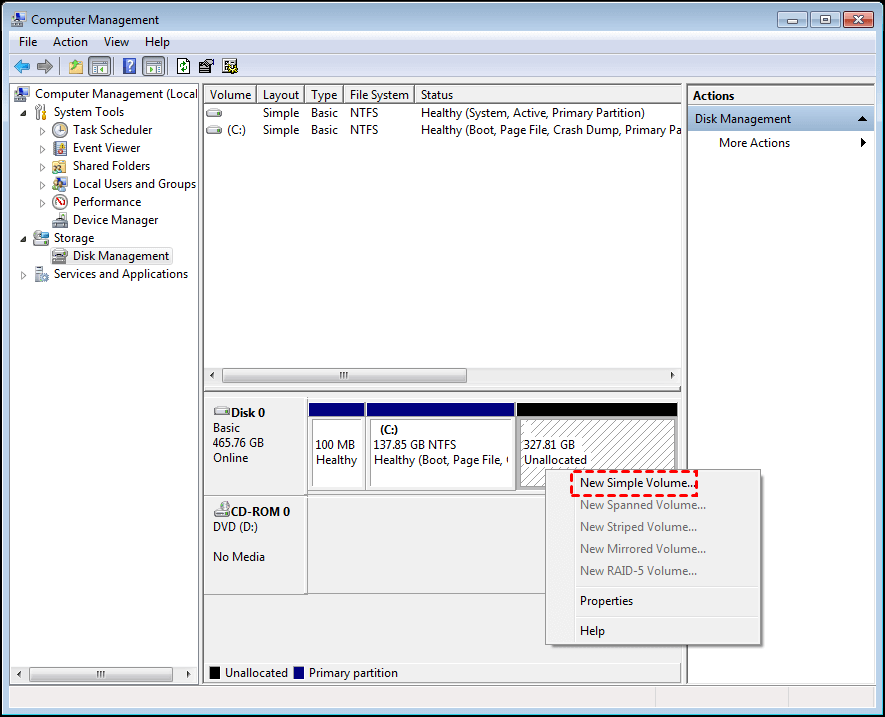 Computer Management
File Action View Help
Computer Management (Local
System Tools
Task Scheduler
Event Viewer
Shared Folders
Local Users and Groups
Performance
Device Manager
Storage
Disk Management
Services and Applications
Volume Layout Type File System Status
Simple Basic NTFS Healthy (System, Active, Primary Partition)
(C:) Simple Basic NTFS Healthy (Boot, Page File, Crash Dump, Primary Pa
Actions
Disk Management
More Actions
Disk 0
Basic
465.76 GB
Online
100 MB
Healthy
(C:)
137.85 GB NTFS
Healthy (Boot, Page File,
327.81 GB
Unallocated
CD-ROM 0
DVD (D:)
No Media
New Simple Volume...
New Spanned Volume...
New Striped Volume...
New Mirrored Volume...
New RAID-5 Volume...
Properties
Help
Unallocated Primary partition